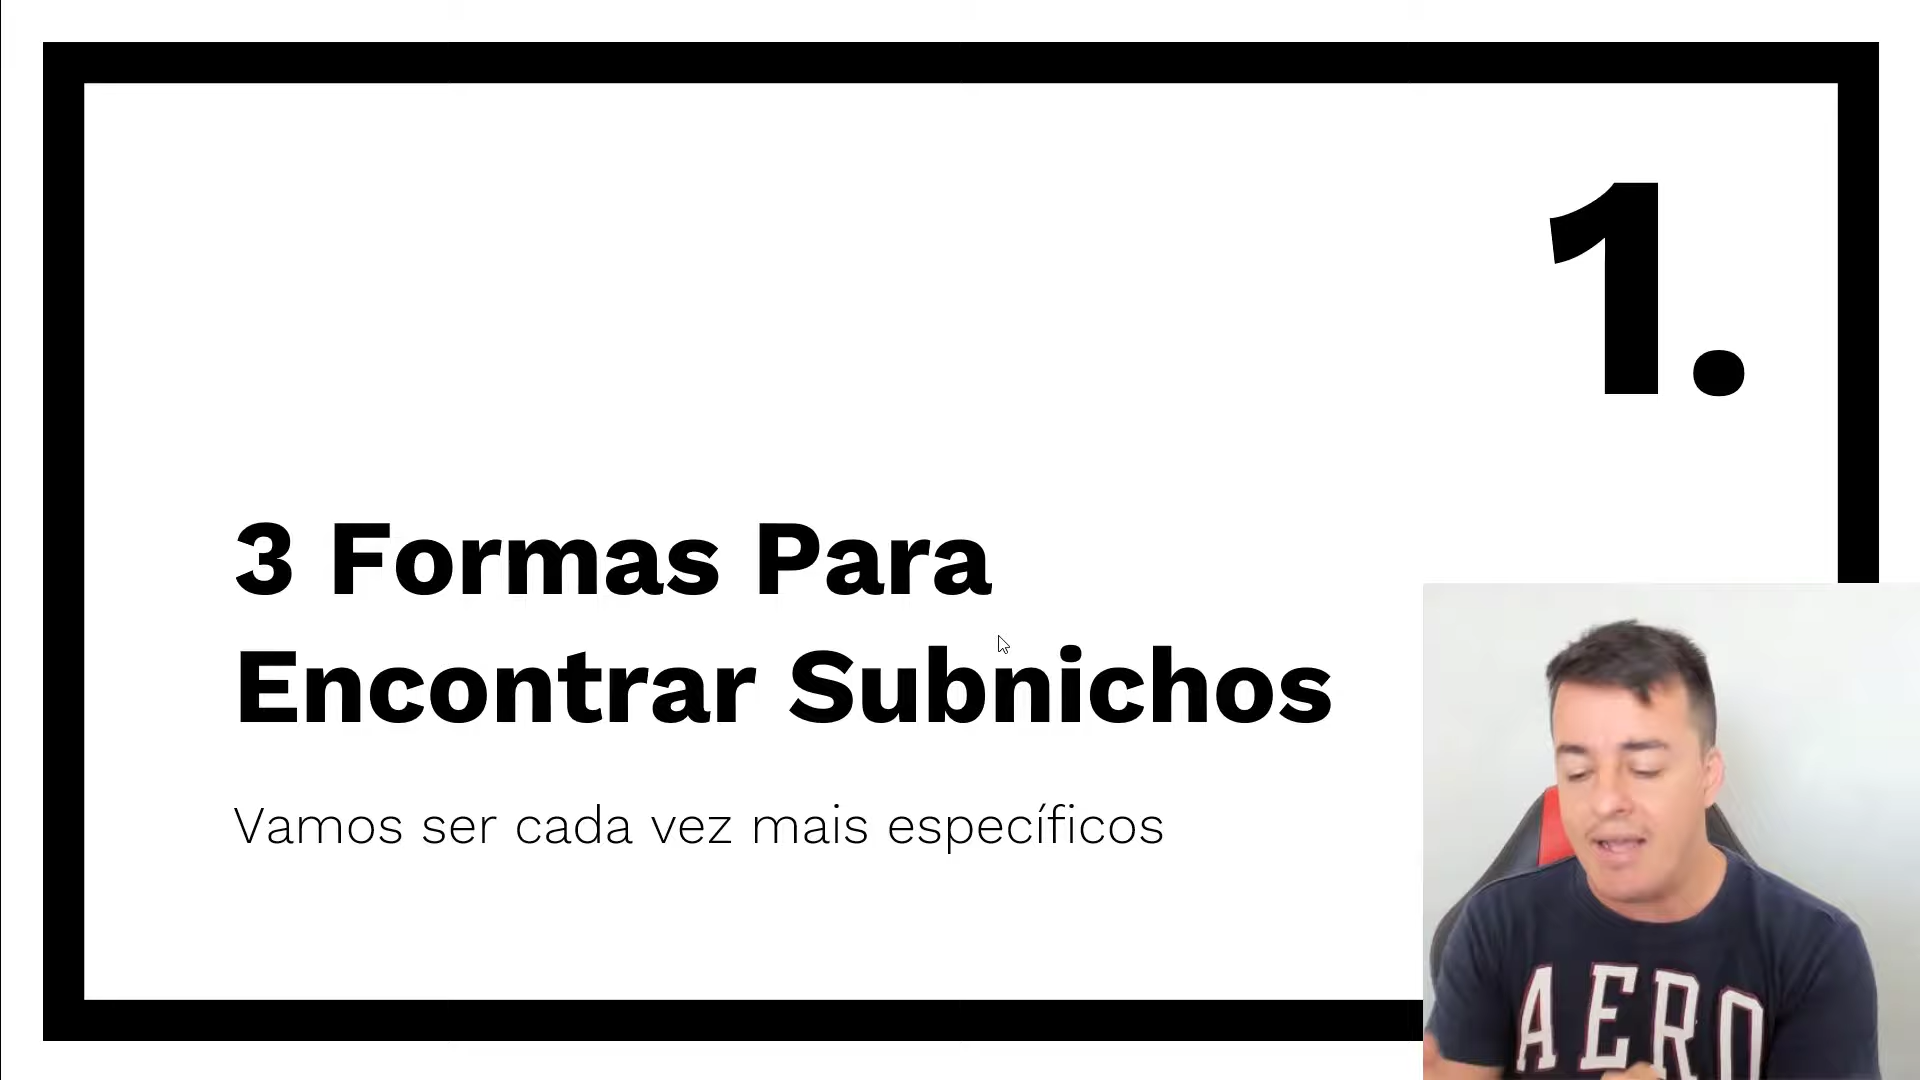 1.
3 Formas Para
Encontrar Subnichos
Vamos ser cada vez mais específicos
AERO